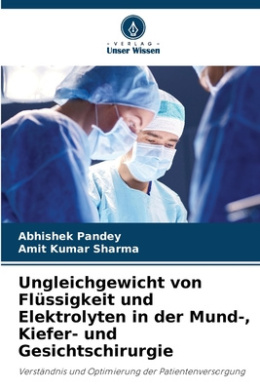 • VERLAG •
Unser Wissen
Abhishek Pandey
Amit Kumar Sharma
Ungleichgewicht von
Flüssigkeit und
Elektrolyten in der Mund-,
Kiefer- und
Gesichtschirurgie
Verständnis und Optimierung der Patientenversorgung